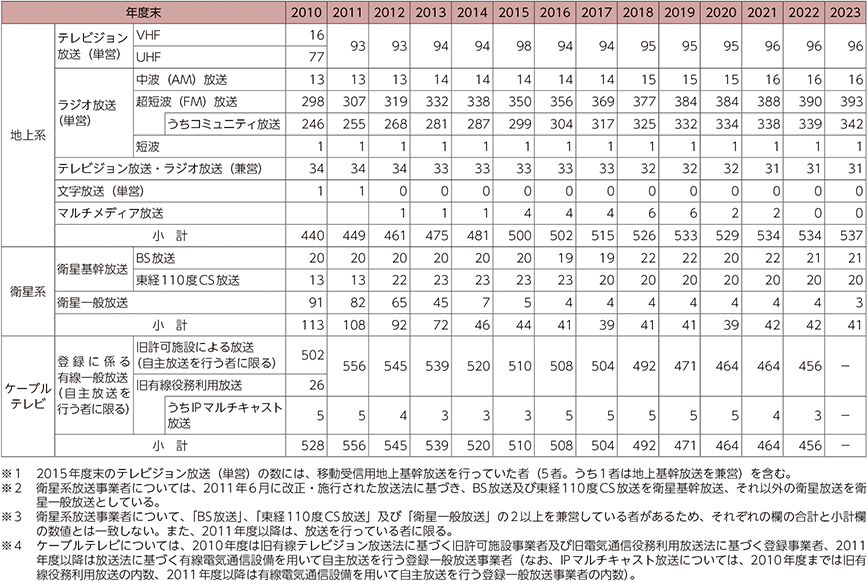 年度末 2010 2011 2012 2013 2014 2015 2016 2017 2018 2019 2020 2021 2022 2023
地上系
テレビジョン放送（単営） VHF 16 93 93 94 94 98 94 94 95 95 95 96 96 96
UHF 77
ラジオ放送（単営） 中波（AM）放送 13 13 13 14 14 14 14 14 15 15 16 16 16 16
超短波（FM）放送 298 307 319 332 338 350 356 369 377 384 384 388 390 393
うちコミュニティ放送 246 255 268 281 287 299 304 317 325 332 334 338 339 342
短波 1 1 1 1 1 1 1 1 1 1 1 1 1 1
テレビジョン放送・ラジオ放送（兼営） 34 34 34 33 33 33 33 33 32 32 32 31 31 31
文字放送（単営） 1 1 0 0 0 0 0 0 0 0 0 0 0 0
マルチメディア放送 1 1 1 4 4 4 6 6 2 2 0 0
小 計 440 449 461 475 481 500 502 515 526 533 529 534 534 537
衛星系
衛星基幹放送 BS放送 20 20 20 20 20 20 19 19 22 22 20 22 21 21
東経110度CS放送 13 13 22 23 23 23 23 20 20 20 20 20 20 20
衛星一般放送 91 82 65 45 7 5 4 4 4 4 4 4 4 3
小 計 113 108 92 72 46 44 41 39 41 41 39 42 42 41
ケーブルテレビ
登録に係る有線一般放送（自主放送を行う者に限る） 旧許可施設による放送（自主放送を行う者に限る） 502 556 545 539 520 510 508 504 492 471 464 464 456 －
旧有線役務利用放送 26
うちIPマルチキャスト放送 5 5 4 3 3 3 5 5 5 5 5 4 3 －
小 計 528 556 545 539 520 510 508 504 492 471 464 464 456 －
※1 2015年度末のテレビジョン放送（単営）の数には、移動受信用地上基幹放送を行っていた者（5者。うち1者は地上基幹放送を兼営）を含む。
※2 衛星系放送事業者については、2011年6月に改正・施行された放送法に基づき、BS放送及び東経110度CS放送を衛星基幹放送、それ以外の衛星放送を衛
星一般放送としている。
※3 衛星系放送事業者について、「BS放送」、「東経110度CS放送」及び「衛星一般放送」の2以上を兼営している者があるため、それぞれの欄の合計と小計欄
の数値とは一致しない。また、2011年度以降は、放送を行っている者に限る。
※4 ケーブルテレビについては、2010年度は旧有線テレビジョン放送法に基づく旧許可施設事業者及び旧電気通信役務利用放送法に基づく登録事業者、2011
年度以降は放送法に基づく有線電気通信設備を用いて自主放送を行う登録一般放送事業者（なお、IPマルチキャスト放送については、2010年度までは旧有
線役務利用放送の内数、2011年度以降は有線電気通信設備を用いて自主放送を行う登録一般放送事業者の内数）。